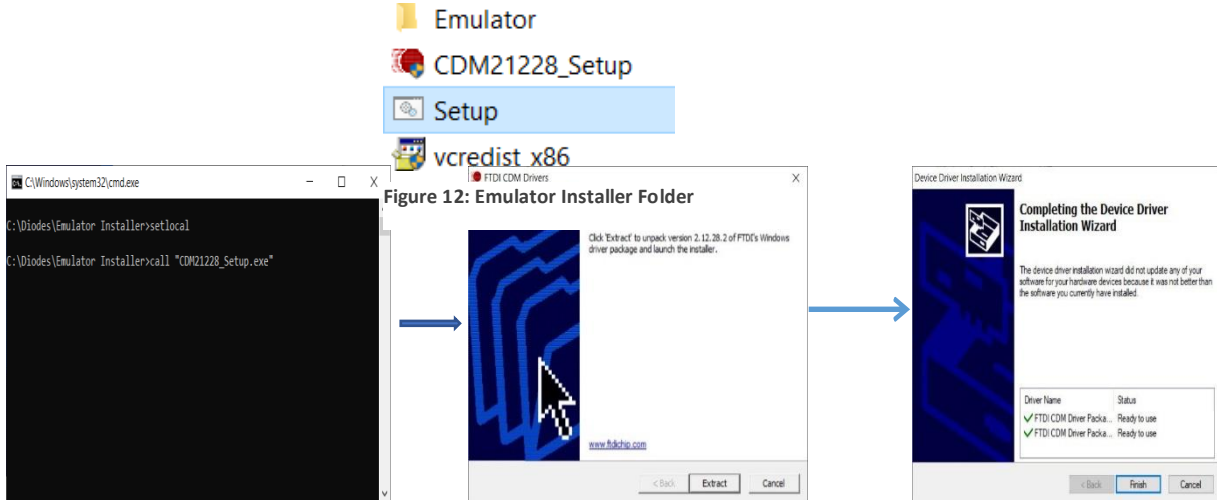 Emulator
CDM21228_Setup
Setup
vcredist_x86
Figure 12: Emulator Installer Folder
C:\Windows\system32\cmd.exe
C:\Diodes\Emulator Installer>setlocal
C:\Diodes\Emulator Installer>call "CDM21228_Setup.exe"
FTDI CDM Drivers
Click 'Extract' to unpack version 2.12.28.2 of FTDI's Windows
driver package and launch the installer.
www.ftdichip.com
< Back Extract Cancel
Device Driver Installation Wizard
Completing the Device Driver
Installation Wizard
The device driver installation wizard did not update any of your
software for your hardware devices because it was not better than
the software you currently have installed.
Driver Name Status
FTDI CDM Driver Packa... Ready to use
FTDI CDM Driver Packa... Ready to use
< Back Finish Cancel